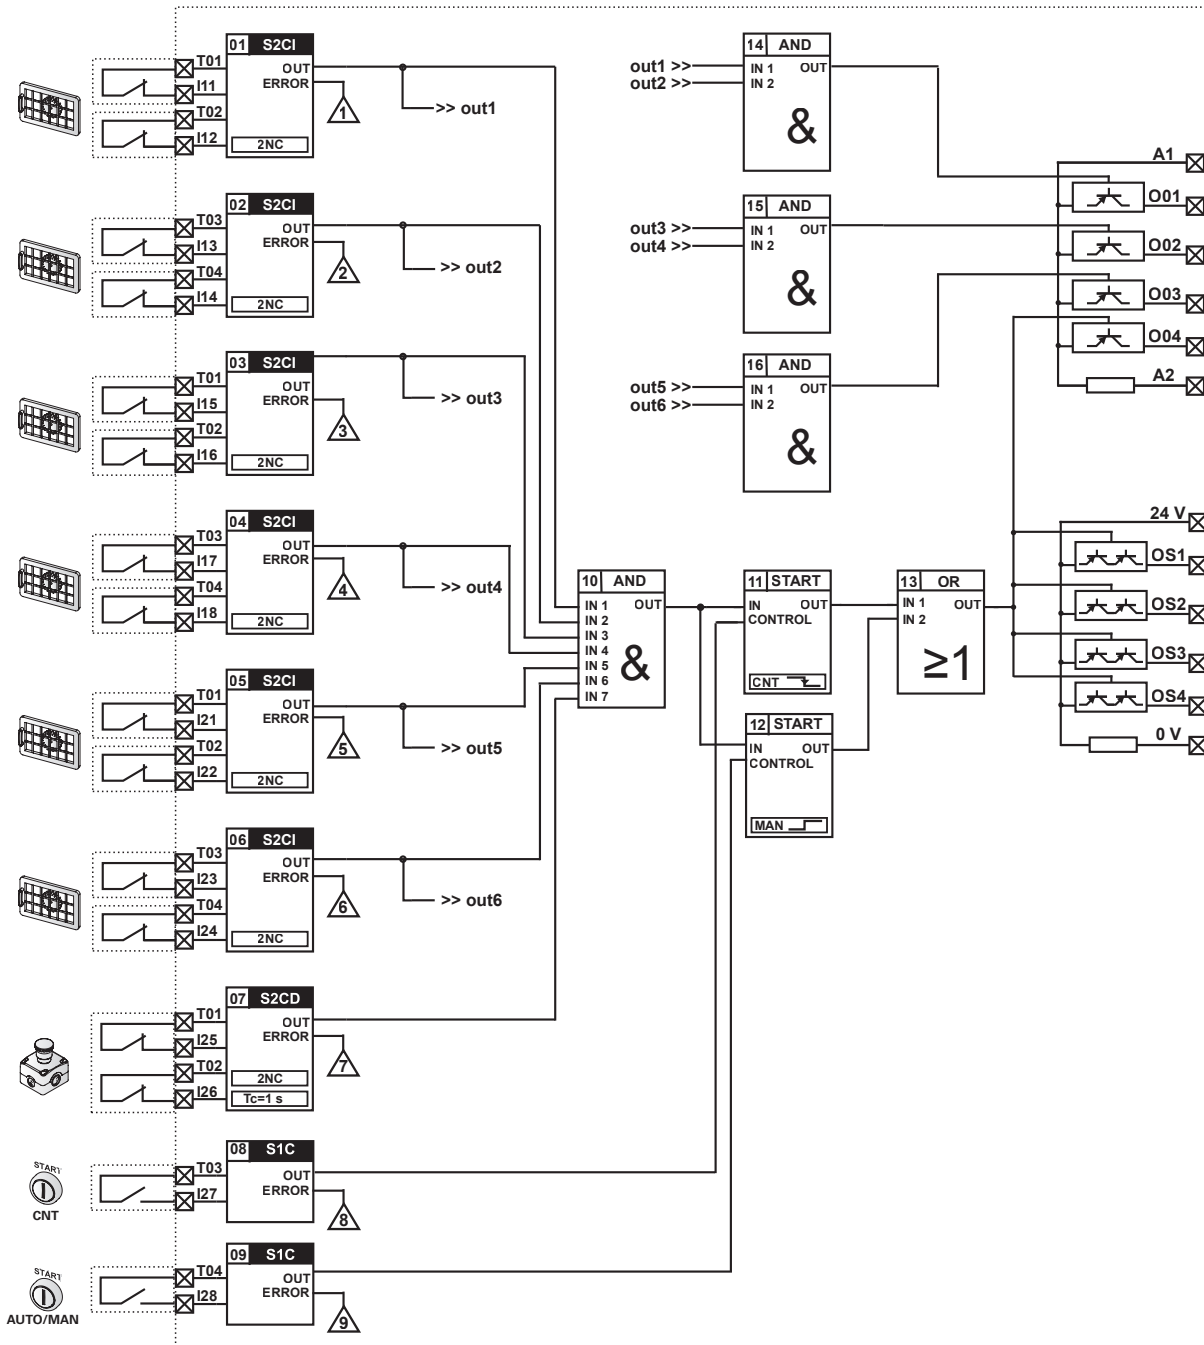 01 S2CI
T01
I11
T02
I12
OUT
ERROR
1
2NC
>> out1
02 S2CI
T03
I13
T04
I14
OUT
ERROR
2
2NC
>> out2
03 S2CI
T01
I15
T02
I16
OUT
ERROR
3
2NC
>> out3
04 S2CI
T03
I17
T04
I18
OUT
ERROR
4
2NC
>> out4
05 S2CI
T01
I21
T02
I22
OUT
ERROR
5
2NC
>> out5
06 S2CI
T03
I23
T04
I24
OUT
ERROR
6
2NC
>> out6
07 S2CD
T01
I25
T02
I26
OUT
ERROR
7
2NC
Tc=1 s
START
CNT
08 S1C
T03
I27
OUT
ERROR
8
START
AUTO/MAN
09 S1C
T04
I28
OUT
ERROR
9
10 AND
IN 1 OUT
IN 2
IN 3
IN 4
IN 5
IN 6
IN 7
&
11 START
IN OUT
CONTROL
CNT
12 START
IN OUT
CONTROL
MAN
13 OR
IN 1 OUT
IN 2
≥1
14 AND
out1 >> IN 1 OUT
out2 >> IN 2
&
15 AND
out3 >> IN 1 OUT
out4 >> IN 2
&
16 AND
out5 >> IN 1 OUT
out6 >> IN 2
&
A1
O01
O02
O03
O04
A2
24 V
OS1
OS2
OS3
OS4
0 V